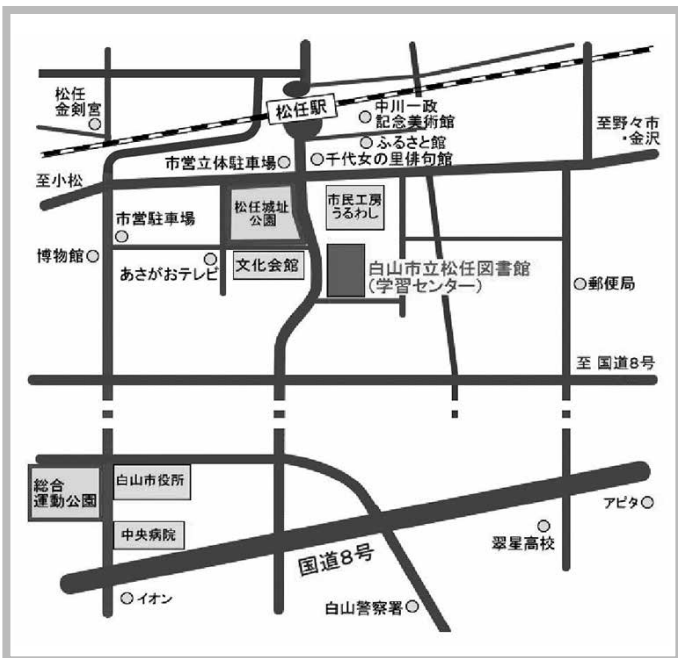 松任
金剣宮
松任駅
中川一政
記念美術館
ふるさと館
至野々市
・金沢
市営立体駐車場
千代女の里俳句館
至小松
松任城址
公園
市民工房
うるわし
市営駐車場
博物館
あさがおテレビ
文化会館
白山市立松任図書館
(学習センター)
郵便局
至 国道8号
総合
運動公園
白山市役所
中央病院
アピタ
翠星高校
国道8号
イオン
白山警察署